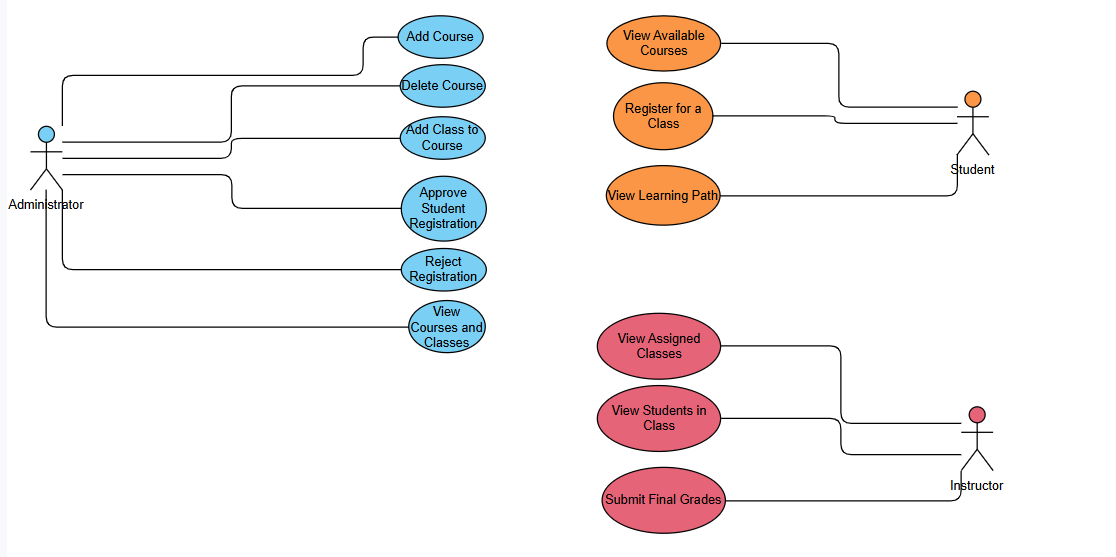 Add Course
Delete Course
Add Class to
Course
Approve
Student
Registration
Reject
Registration
View
Courses and
Classes
Administrator
View Available
Courses
Register for a
Class
View Learning Path
Student
View Assigned
Classes
View Students in
Class
Submit Final Grades
Instructor